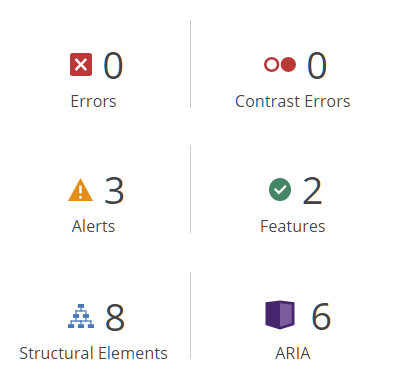 0 0
Errors Contrast Errors
3 2
Alerts Features
8 6
Structural Elements ARIA